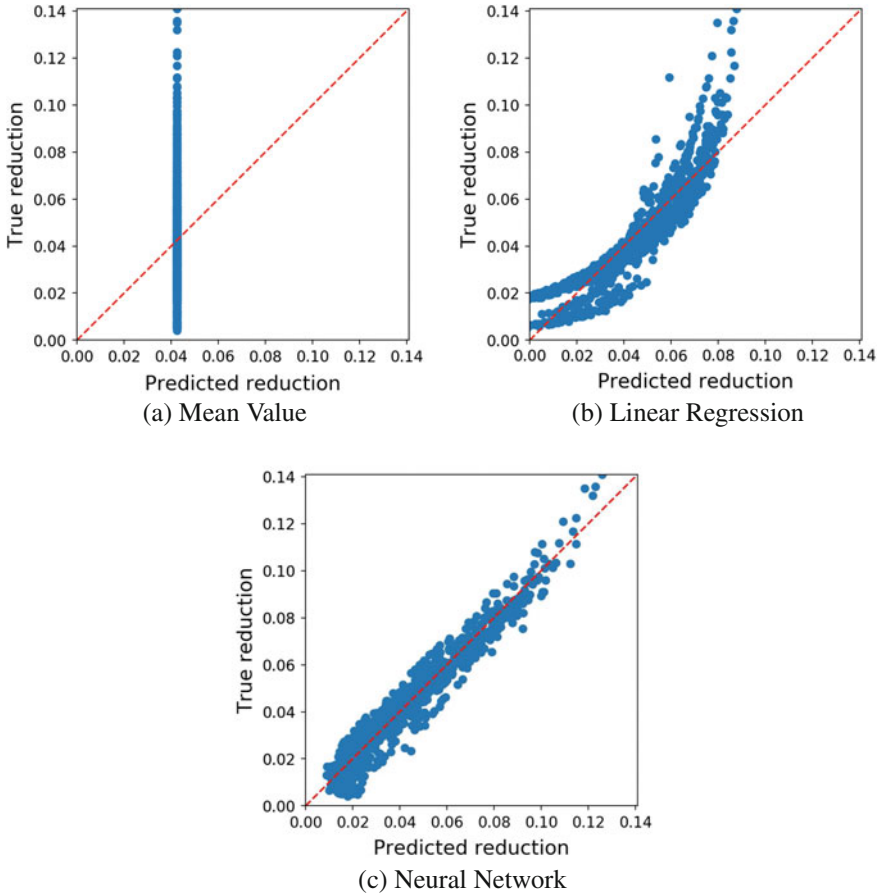 0.14
0.12
0.10
0.08
0.06
0.04
0.02
0.00
True reduction
0.00 0.02 0.04 0.06 0.08 0.10 0.12 0.14
Predicted reduction
(a) Mean Value
0.14
0.12
0.10
0.08
0.06
0.04
0.02
0.00
True reduction
0.00 0.02 0.04 0.06 0.08 0.10 0.12 0.14
Predicted reduction
(b) Linear Regression
0.14
0.12
0.10
0.08
0.06
0.04
0.02
0.00
True reduction
0.00 0.02 0.04 0.06 0.08 0.10 0.12 0.14
Predicted reduction
(c) Neural Network